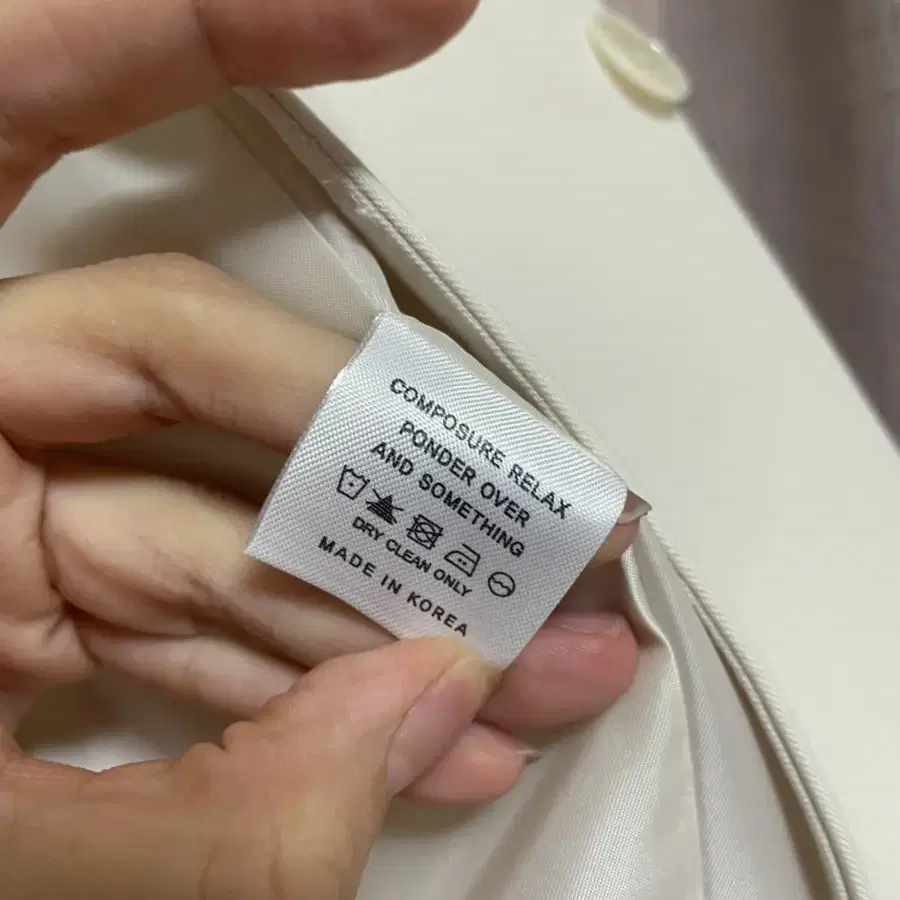 COMPOSURE RELAX
PONDER OVER
AND SOMETHING
DRY CLEAN ONLY
MADE IN KOREA